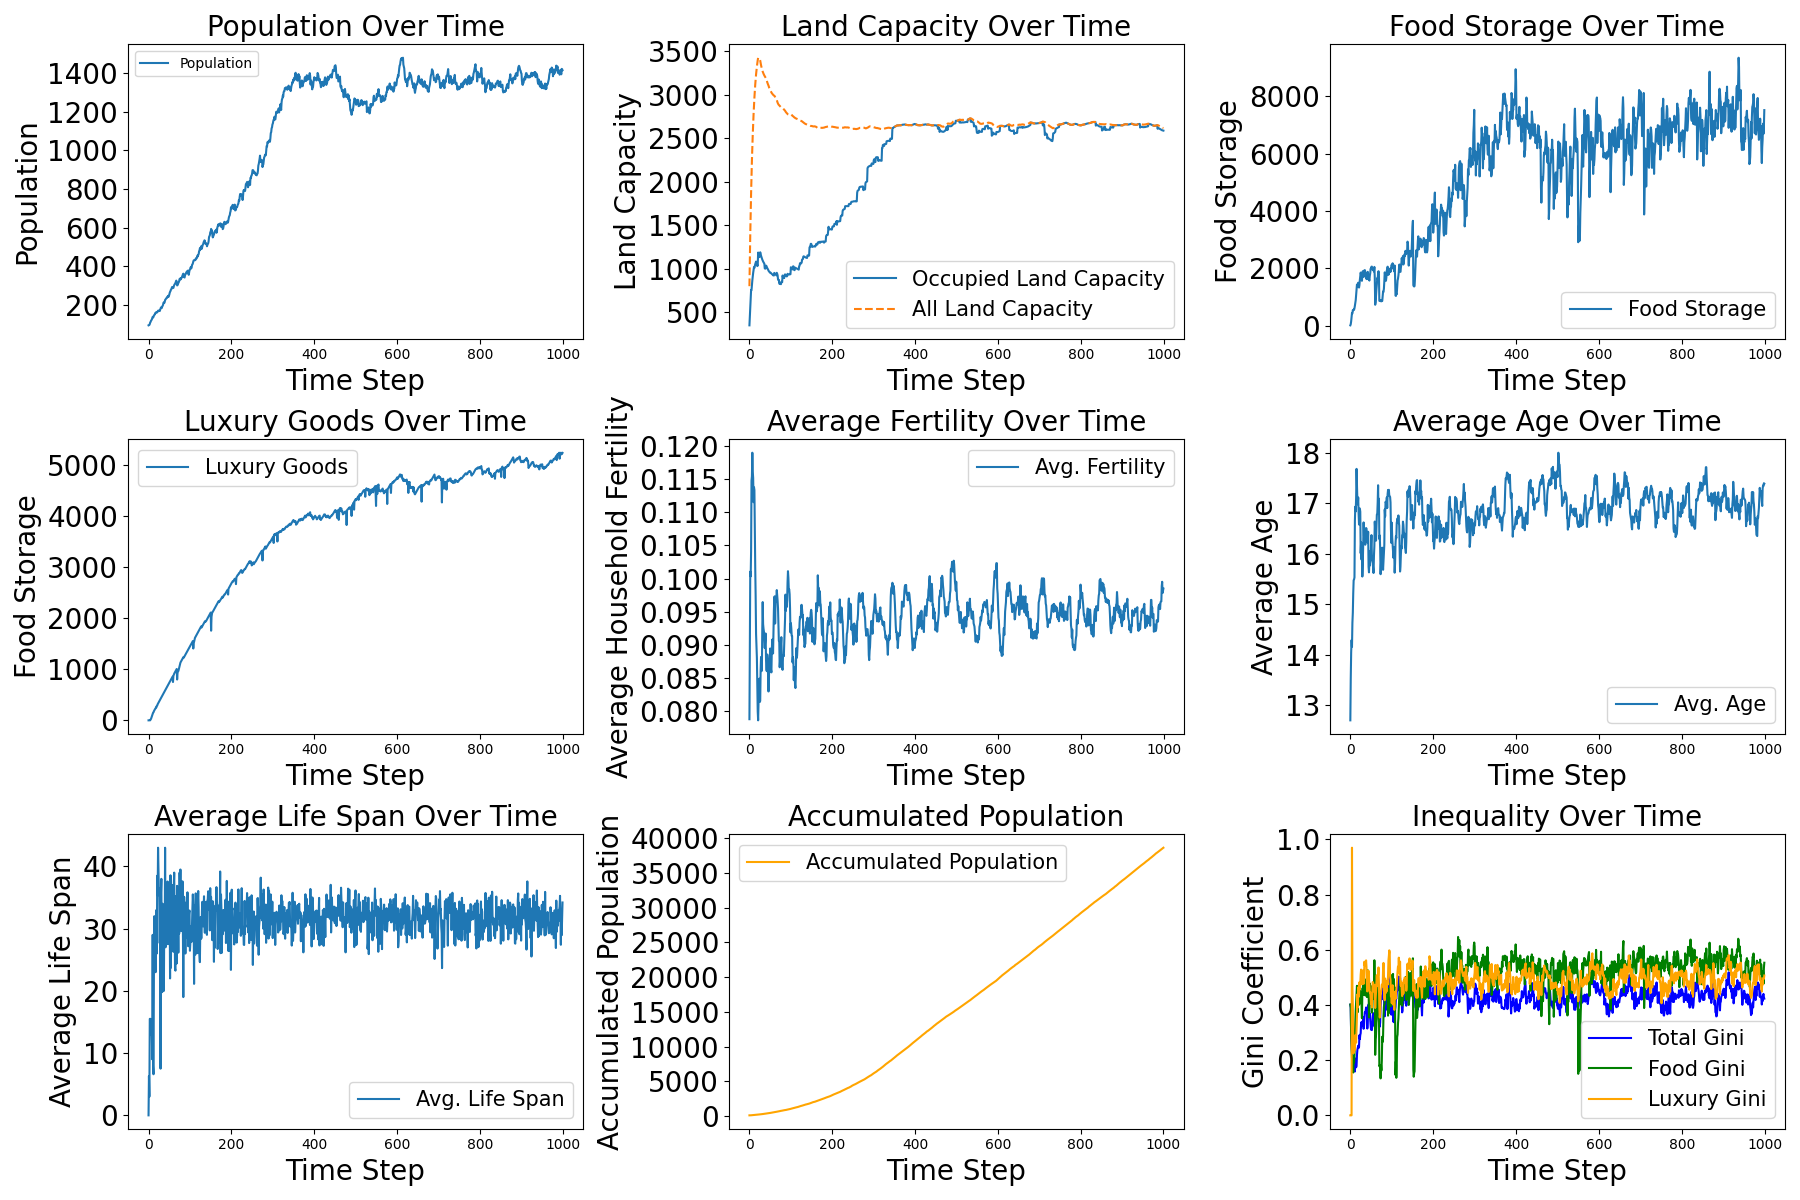 Population Over Time
Population
1400
1200
1000
800
600
400
200
Population
0 200 400 600 800 1000
Time Step
Land Capacity Over Time
Land Capacity
3500
3000
2500
2000
1500
1000
500
Occupied Land Capacity
All Land Capacity
0 200 400 600 800 1000
Time Step
Food Storage Over Time
Food Storage
8000
6000
4000
2000
0
Food Storage
0 200 400 600 800 1000
Time Step
Luxury Goods Over Time
Food Storage
5000
4000
3000
2000
1000
0
Luxury Goods
0 200 400 600 800 1000
Time Step
Average Fertility Over Time
Average Household Fertility
0.120
0.115
0.110
0.105
0.100
0.095
0.090
0.085
0.080
Avg. Fertility
0 200 400 600 800 1000
Time Step
Average Age Over Time
Average Age
18
17
16
15
14
13
Avg. Age
0 200 400 600 800 1000
Time Step
Average Life Span Over Time
Average Life Span
40
30
20
10
0
Avg. Life Span
0 200 400 600 800 1000
Time Step
Accumulated Population
Accumulated Population
40000
35000
30000
25000
20000
15000
10000
5000
0
Accumulated Population
0 200 400 600 800 1000
Time Step
Inequality Over Time
Gini Coefficient
1.0
0.8
0.6
0.4
0.2
0.0
Total Gini
Food Gini
Luxury Gini
0 200 400 600 800 1000
Time Step